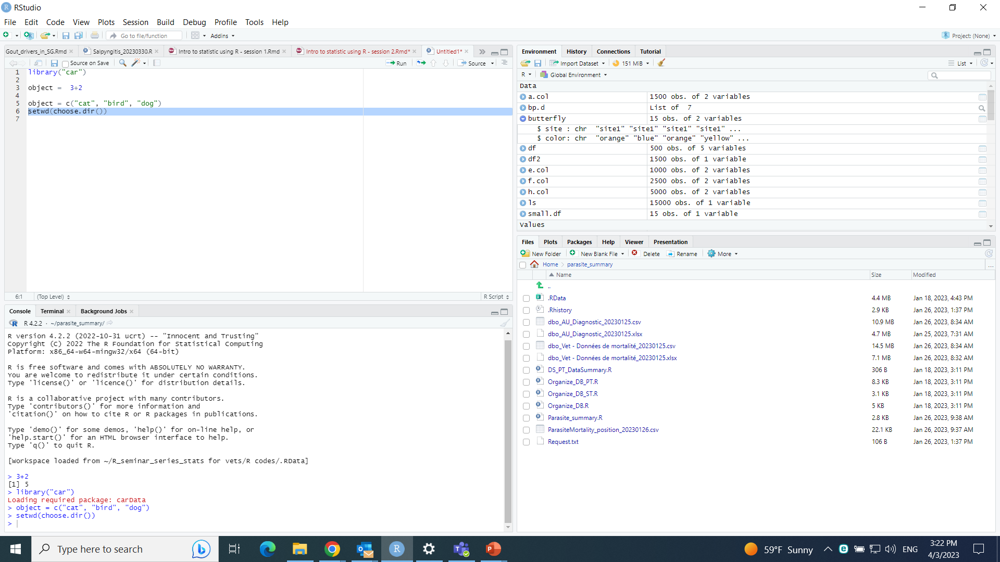 RStudio
File Edit Code View Plots Session Build Debug Profile Tools Help
Go to file/function Addins Project: (None)
Gout_drivers_in_SG.Rmd Salpyngitis_20230330.R Intro to statistic using R - session 1.Rmd Intro to statistic using R - session 2.Rmd* Untitled1*
Source on Save Run Source
1 library("car")
2
3 object =  3+2
4
5 object = c("cat", "bird", "dog")
6 setwd(choose.dir())
7
6:1 (Top Level) R Script
Console Terminal Background Jobs
R 4.2.2 · ~/parasite_summary/
R version 4.2.2 (2022-10-31 ucrt) -- "Innocent and Trusting"
Copyright (C) 2022 The R Foundation for Statistical Computing
Platform: x86_64-w64-mingw32/x64 (64-bit)
R is free software and comes with ABSOLUTELY NO WARRANTY.
You are welcome to redistribute it under certain conditions.
Type 'license()' or 'licence()' for distribution details.
R is a collaborative project with many contributors.
Type 'contributors()' for more information and
'citation()' on how to cite R or R packages in publications.
Type 'demo()' for some demos, 'help()' for on-line help, or
'help.start()' for an HTML browser interface to help.
Type 'q()' to quit R.
[Workspace loaded from ~/R_seminar_series_stats for vets/R codes/.RData]
> 3+2
[1] 5
> library("car")
Loading required package: carData
> object = c("cat", "bird", "dog")
> setwd(choose.dir())
>
Environment History Connections Tutorial
Import Dataset 151 MiB List
R Global Environment
Data
a.col 1500 obs. of 2 variables
bp.d List of  7
butterfly 15 obs. of 2 variables
$ site : chr  "site1" "site1" "site1" "site1" ...
$ color: chr  "orange" "blue" "orange" "yellow" ...
df 500 obs. of 5 variables
df2 1500 obs. of 1 variable
e.col 1000 obs. of 2 variables
f.col 2500 obs. of 2 variables
h.col 5000 obs. of 2 variables
ls 15000 obs. of 1 variable
small.df 15 obs. of 1 variable
Values
Files Plots Packages Help Viewer Presentation
New Folder New Blank File Delete Rename More
Home > parasite_summary ...
Name Size Modified
..
.RData 4.4 MB Jan 18, 2023, 4:43 PM
.Rhistory 2.9 KB Jan 26, 2023, 1:37 PM
dbo_AU_Diagnostic_20230125.csv 10.9 MB Jan 26, 2023, 8:34 AM
dbo_AU_Diagnostic_20230125.xlsx 4.7 MB Jan 25, 2023, 7:31 AM
dbo_Vet - Données de mortalité_20230125.csv 14.5 MB Jan 26, 2023, 8:34 AM
dbo_Vet - Données de mortalité_20230125.xlsx 7.1 MB Jan 26, 2023, 8:32 AM
DS_PT_DataSummary.R 306 B Jan 18, 2023, 3:11 PM
Organize_DB_PT.R 8.3 KB Jan 18, 2023, 3:11 PM
Organize_DB_ST.R 3.1 KB Jan 18, 2023, 3:11 PM
Organize_DB.R 5 KB Jan 18, 2023, 3:11 PM
Parasite_summary.R 2.8 KB Jan 26, 2023, 9:38 AM
ParasiteMortality_position_20230126.csv 22.1 KB Jan 26, 2023, 9:37 AM
Request.txt 106 B Jan 26, 2023, 1:37 PM
Type here to search
59°F Sunny ENG
3:22 PM
4/3/2023